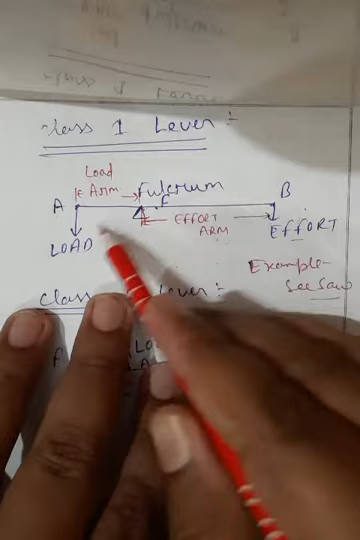 class 1 Lever :-
Load
Arm
Fulcrum
A
F
B
EFFORT
ARM
LOAD
EFFORT
Example-
See Saw
class
Lever :-